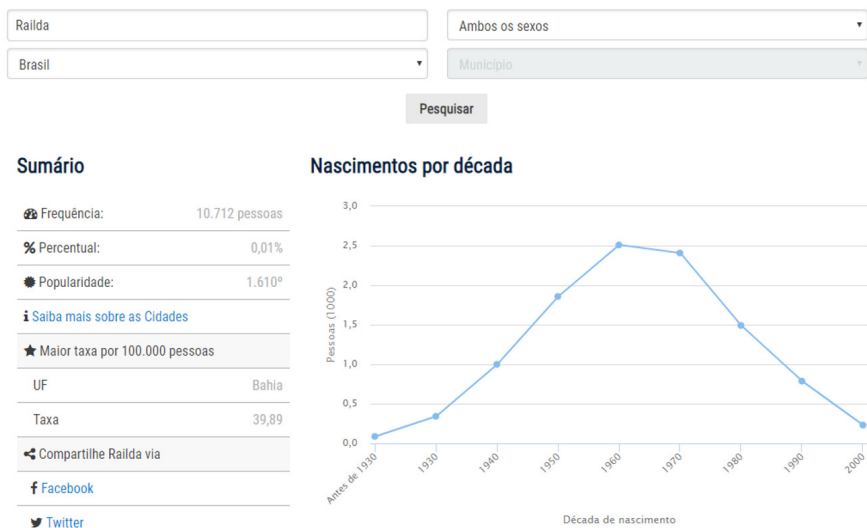 Railda
Ambos os sexos
Brasil
Município
Pesquisar
Sumário
Frequência: 10.712 pessoas
Percentual: 0,01%
Popularidade: 1.610º
Saiba mais sobre as Cidades
Maior taxa por 100.000 pessoas
UF Bahia
Taxa 39,89
Compartilhe Railda via
Facebook
Twitter
Nascimentos por década
3,0
2,5
2,0
1,5
1,0
0,5
0,0
Pessoas (1000)
Antes de 1930 1930 1940 1950 1960 1970 1980 1990 2000
Década de nascimento